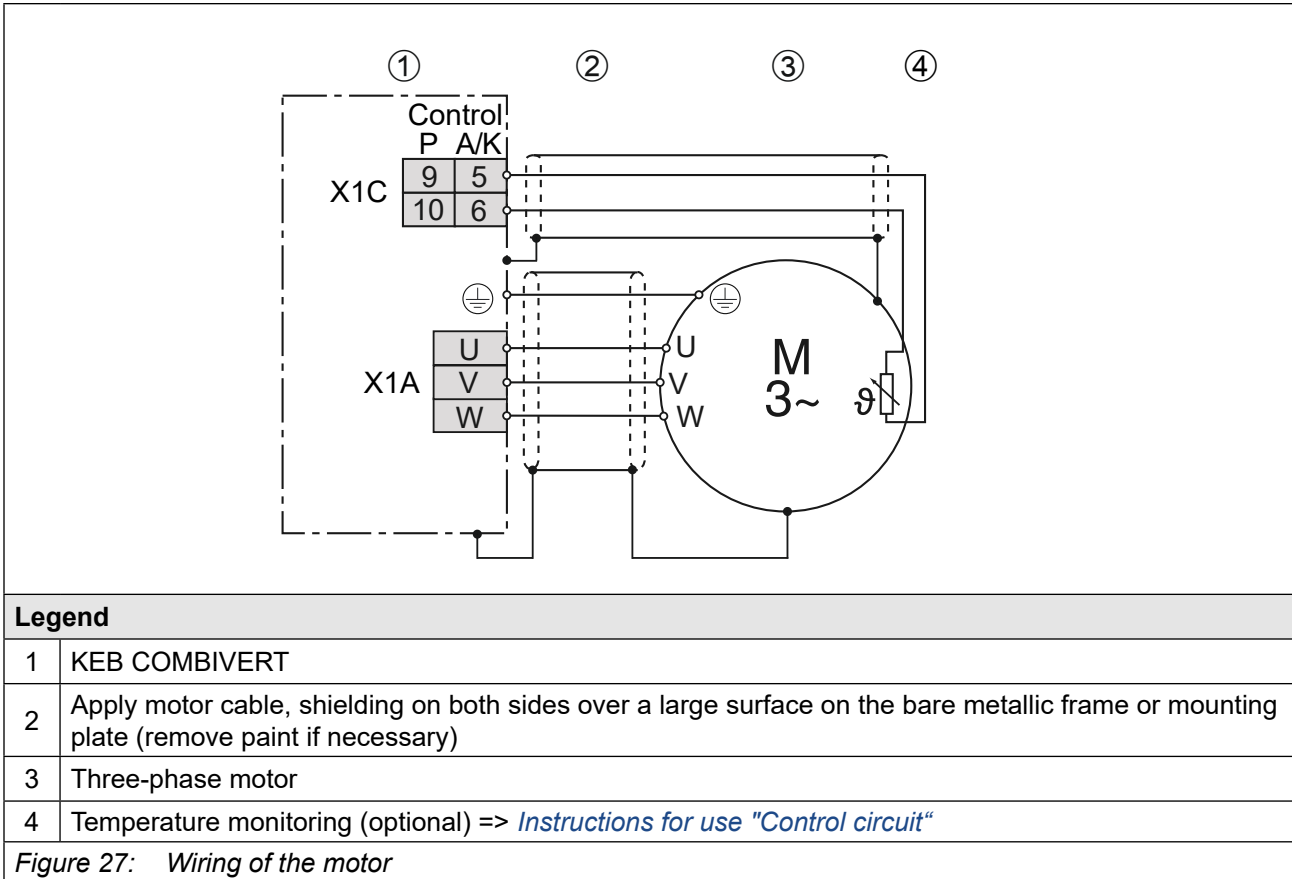 ① ② ③ ④
Control
P A/K
X1C
9 5
10 6
U
V
W
X1A
U
V
W
M
3~
ϑ
Legend
1 KEB COMBIVERT
2 Apply motor cable, shielding on both sides over a large surface on the bare metallic frame or mounting
plate (remove paint if necessary)
3 Three-phase motor
4 Temperature monitoring (optional) => Instructions for use "Control circuit“
Figure 27: Wiring of the motor